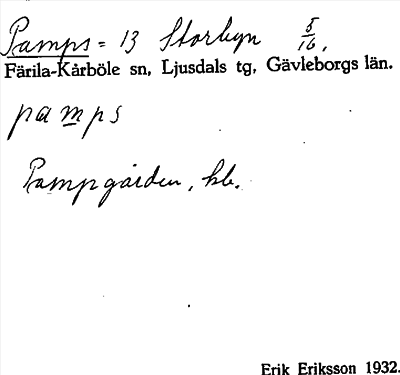 Pamps = 13 Storbyn 5/16,
Färila-Kårböle sn, Ljusdals tg, Gävleborgs län.
pamps
Pampgården, hb.
Erik Eriksson 1932.